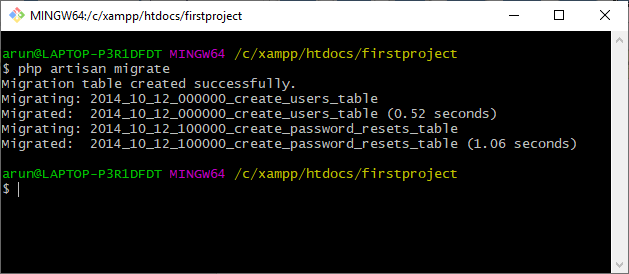 MINGW64:/c/xampp/htdocs/firstproject
arun@LAPTOP-P3R1DFDT MINGW64 /c/xampp/htdocs/firstproject
$ php artisan migrate
Migration table created successfully.
Migrating: 2014_10_12_000000_create_users_table
Migrated:  2014_10_12_000000_create_users_table (0.52 seconds)
Migrating: 2014_10_12_100000_create_password_resets_table
Migrated:  2014_10_12_100000_create_password_resets_table (1.06 seconds)
arun@LAPTOP-P3R1DFDT MINGW64 /c/xampp/htdocs/firstproject
$